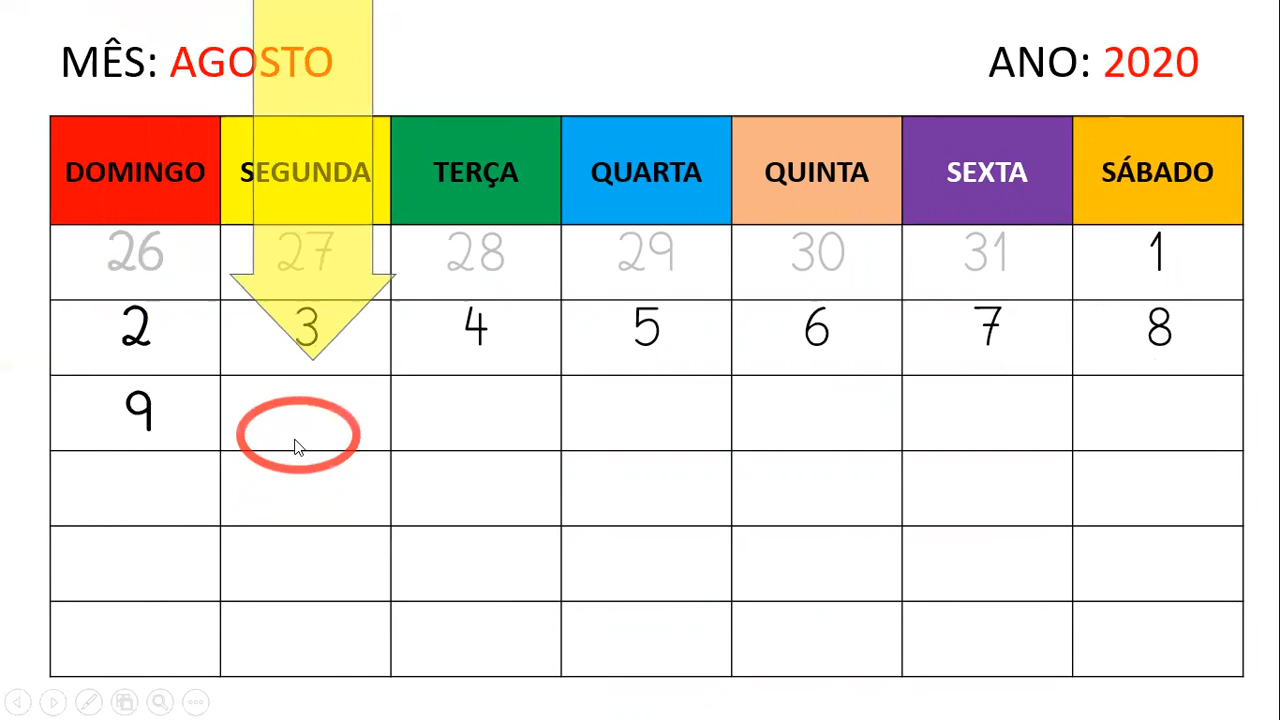 MÊS: AGOSTO ANO: 2020
DOMINGO SEGUNDA TERÇA QUARTA QUINTA SEXTA SÁBADO
26 27 28 29 30 31 1
2 3 4 5 6 7 8
9